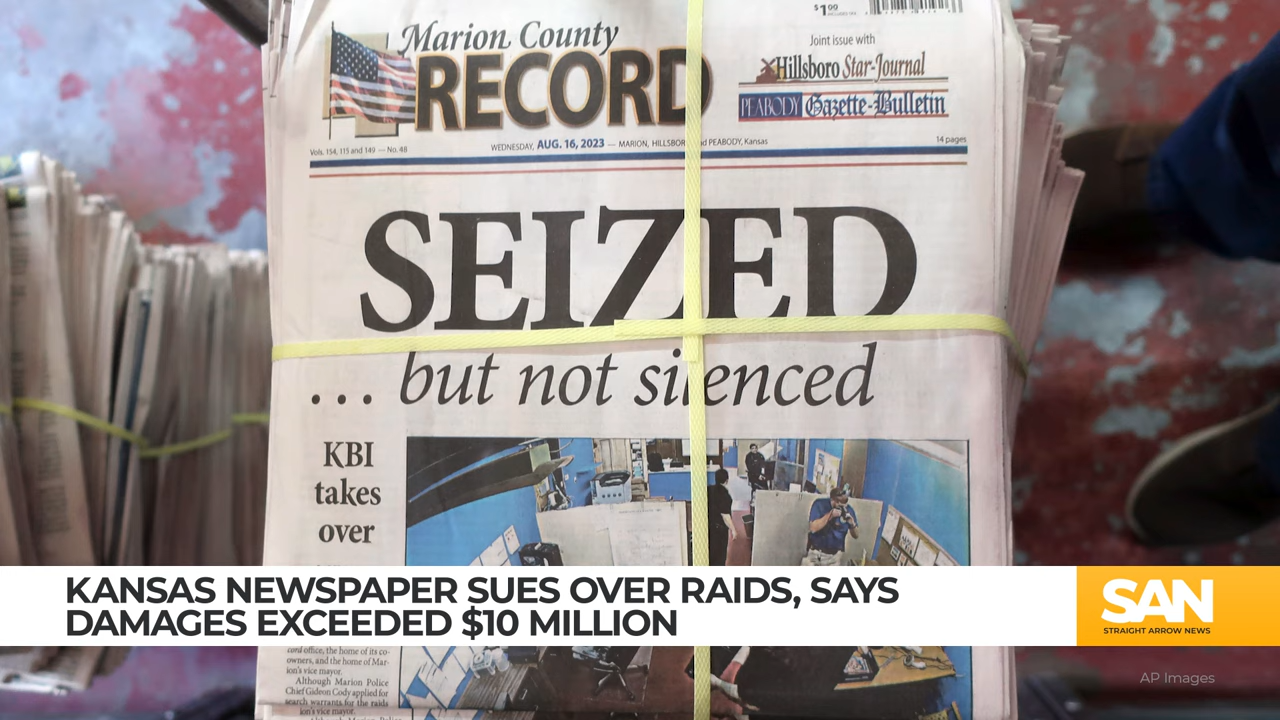 $1.00
Marion County
RECORD
Joint issue with
Hillsboro Star-Journal
PEABODY Gazette-Bulletin
Vols. 154, 115 and 149 — No. 48
WEDNESDAY, AUG. 16, 2023 — MARION, HILLSBORO and PEABODY, Kansas
14 pages
SEIZED
... but not silenced
KBI
takes
over
KANSAS NEWSPAPER SUES OVER RAIDS, SAYS
DAMAGES EXCEEDED $10 MILLION
SAN
STRAIGHT ARROW NEWS
cord office, the home of its co-
owners, and the home of Mar-
ion's vice mayor.
Although Marion Police
Chief Gideon Cody applied for
search warrants for the raids
AP Images